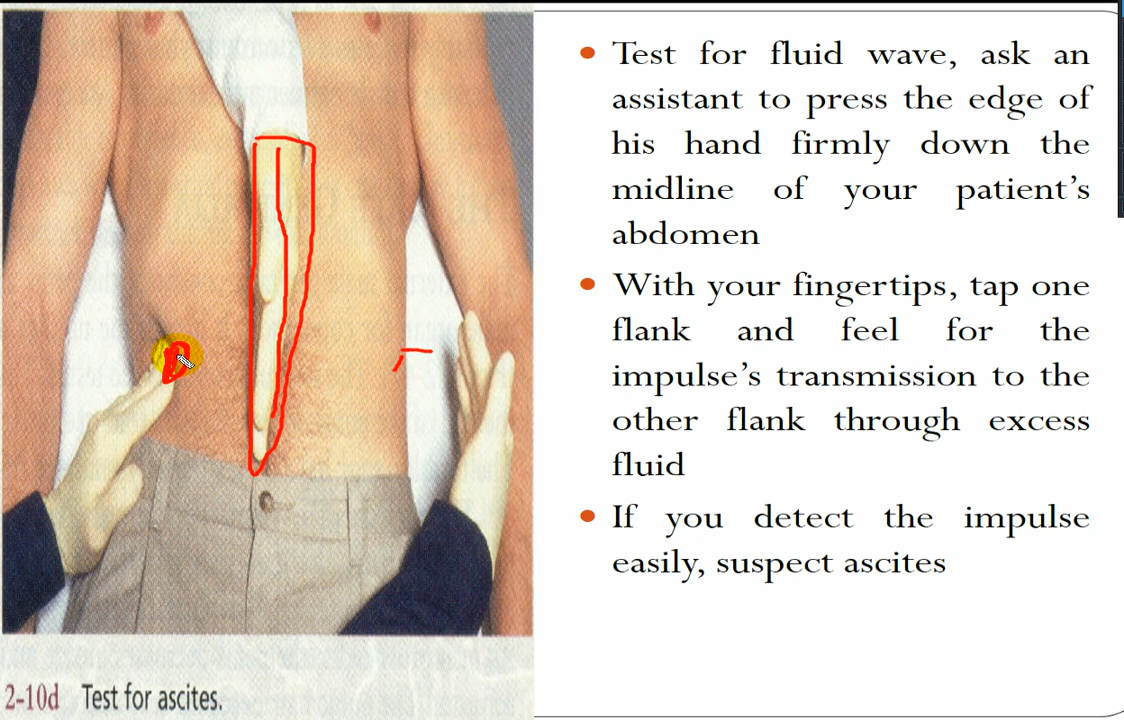 Test for fluid wave, ask an
assistant to press the edge of
his hand firmly down the
midline of your patient’s
abdomen
With your fingertips, tap one
flank and feel for the
impulse’s transmission to the
other flank through excess
fluid
If you detect the impulse
easily, suspect ascites
2-10d Test for ascites.